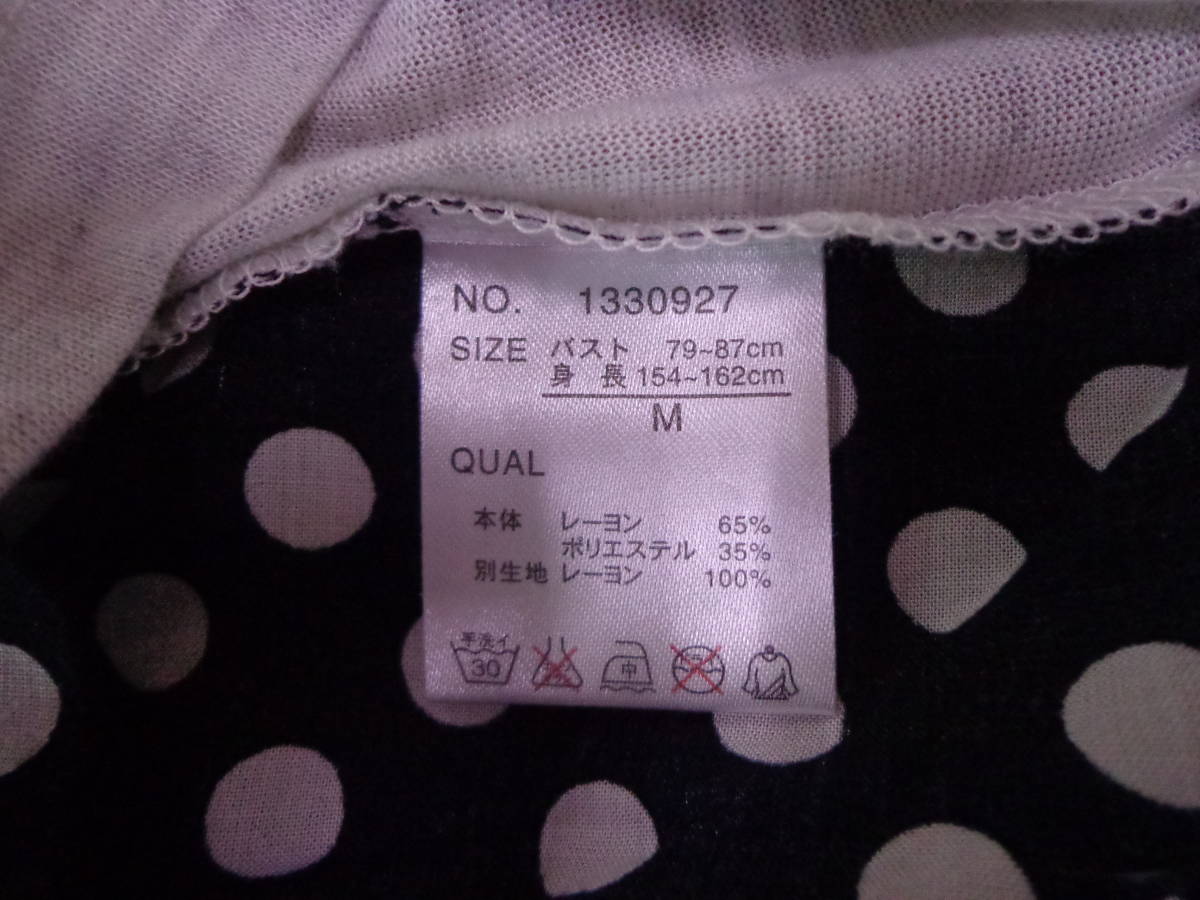 NO. 1330927
SIZE バスト 79~87cm
身長 154~162cm
M
QUAL
本体 レーヨン 65%
ポリエステル 35%
別生地 レーヨン 100%
手洗イ
30 中